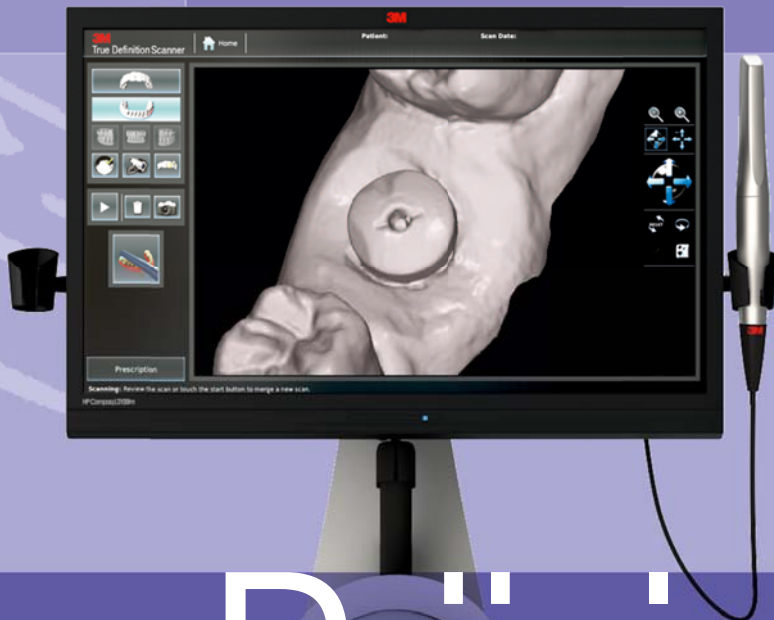 3M
3M
True Definition Scanner
Home
Patient:
Scan Date:
Prescription
Scanning: Review the scan or touch the start button to merge a new scan.
3M